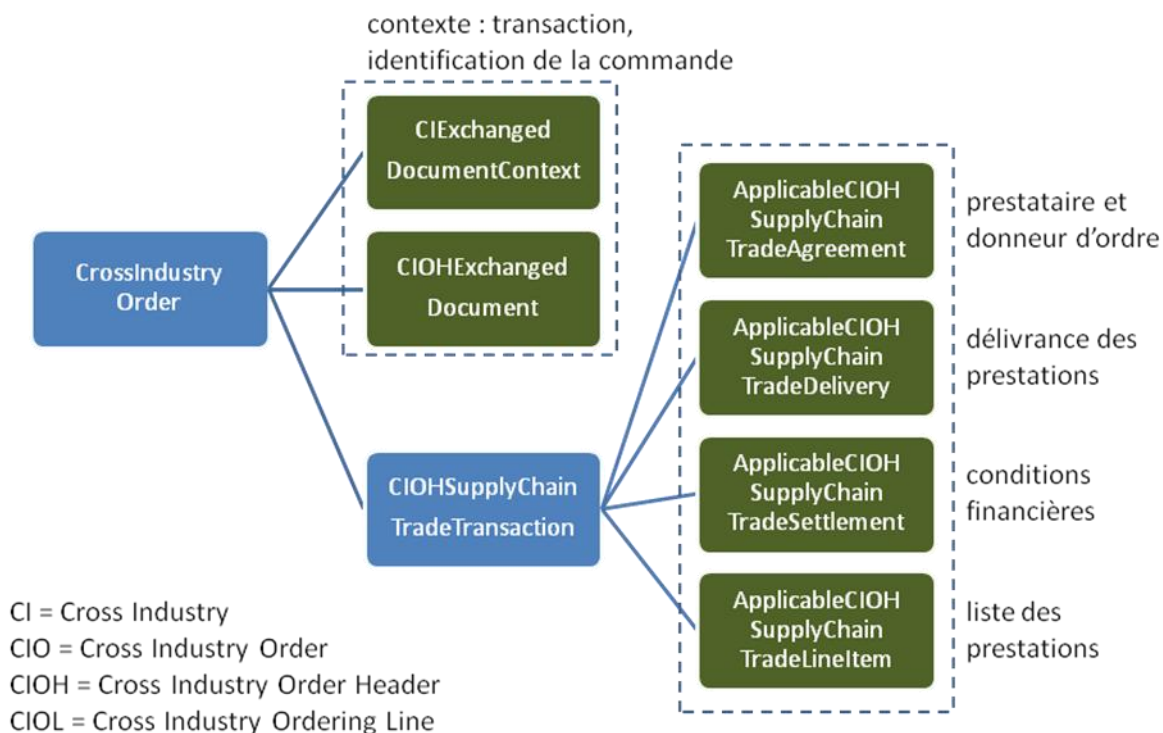 contexte : transaction,
identification de la commande
CIExchanged
DocumentContext
CIOHExchanged
Document
CrossIndustry
Order
CIOHSupplyChain
TradeTransaction
ApplicableCIOH
SupplyChain
TradeAgreement
prestataire et
donneur d'ordre
ApplicableCIOH
SupplyChain
TradeDelivery
délivrance des
prestations
ApplicableCIOH
SupplyChain
TradeSettlement
conditions
financières
ApplicableCIOH
SupplyChain
TradeLineItem
liste des
prestations
CI = Cross Industry
CIO = Cross Industry Order
CIOH = Cross Industry Order Header
CIOL = Cross Industry Ordering Line